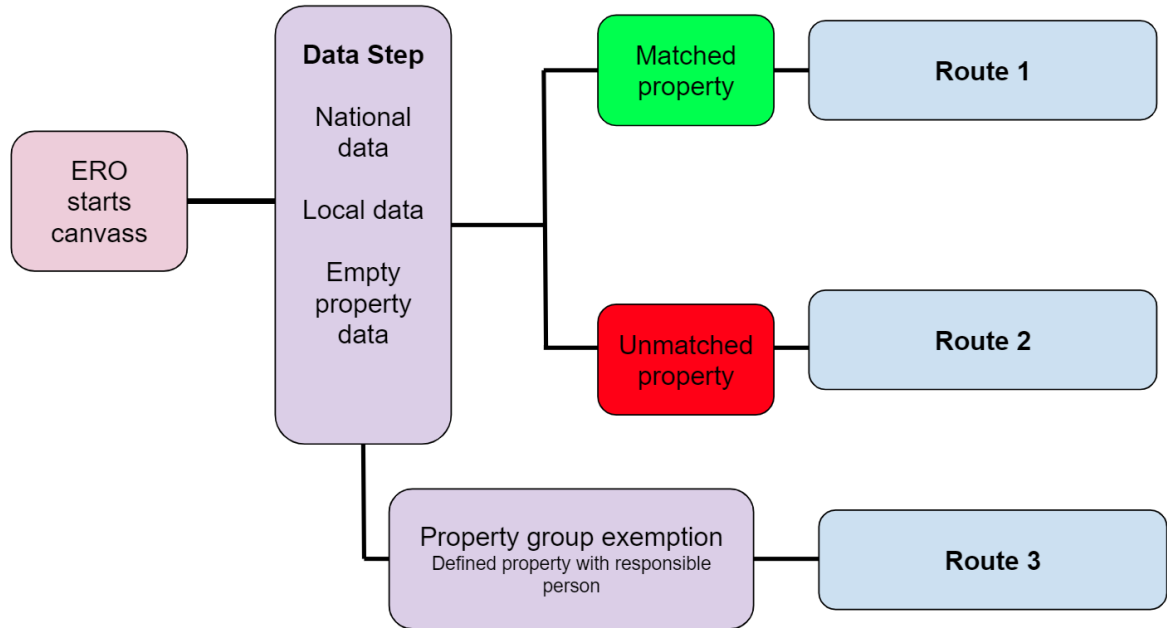 ERO
starts
canvass
Data Step
National
data
Local data
Empty
property
data
Matched
property
Route 1
Unmatched
property
Route 2
Property group exemption
Defined property with responsible
person
Route 3